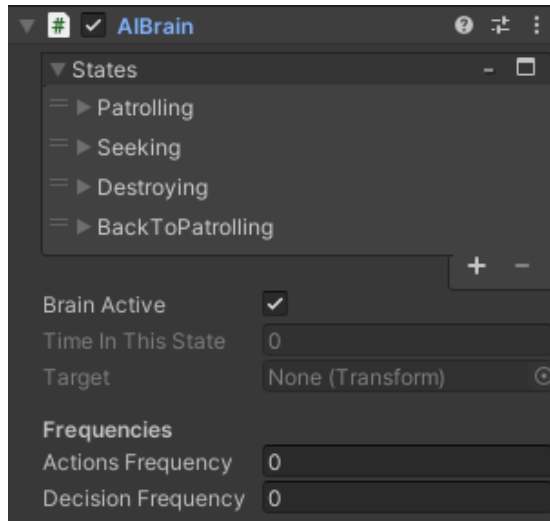 # AIBrain
States
Patrolling
Seeking
Destroying
BackToPatrolling
Brain Active
Time In This State 0
Target None (Transform)
Frequencies
Actions Frequency 0
Decision Frequency 0